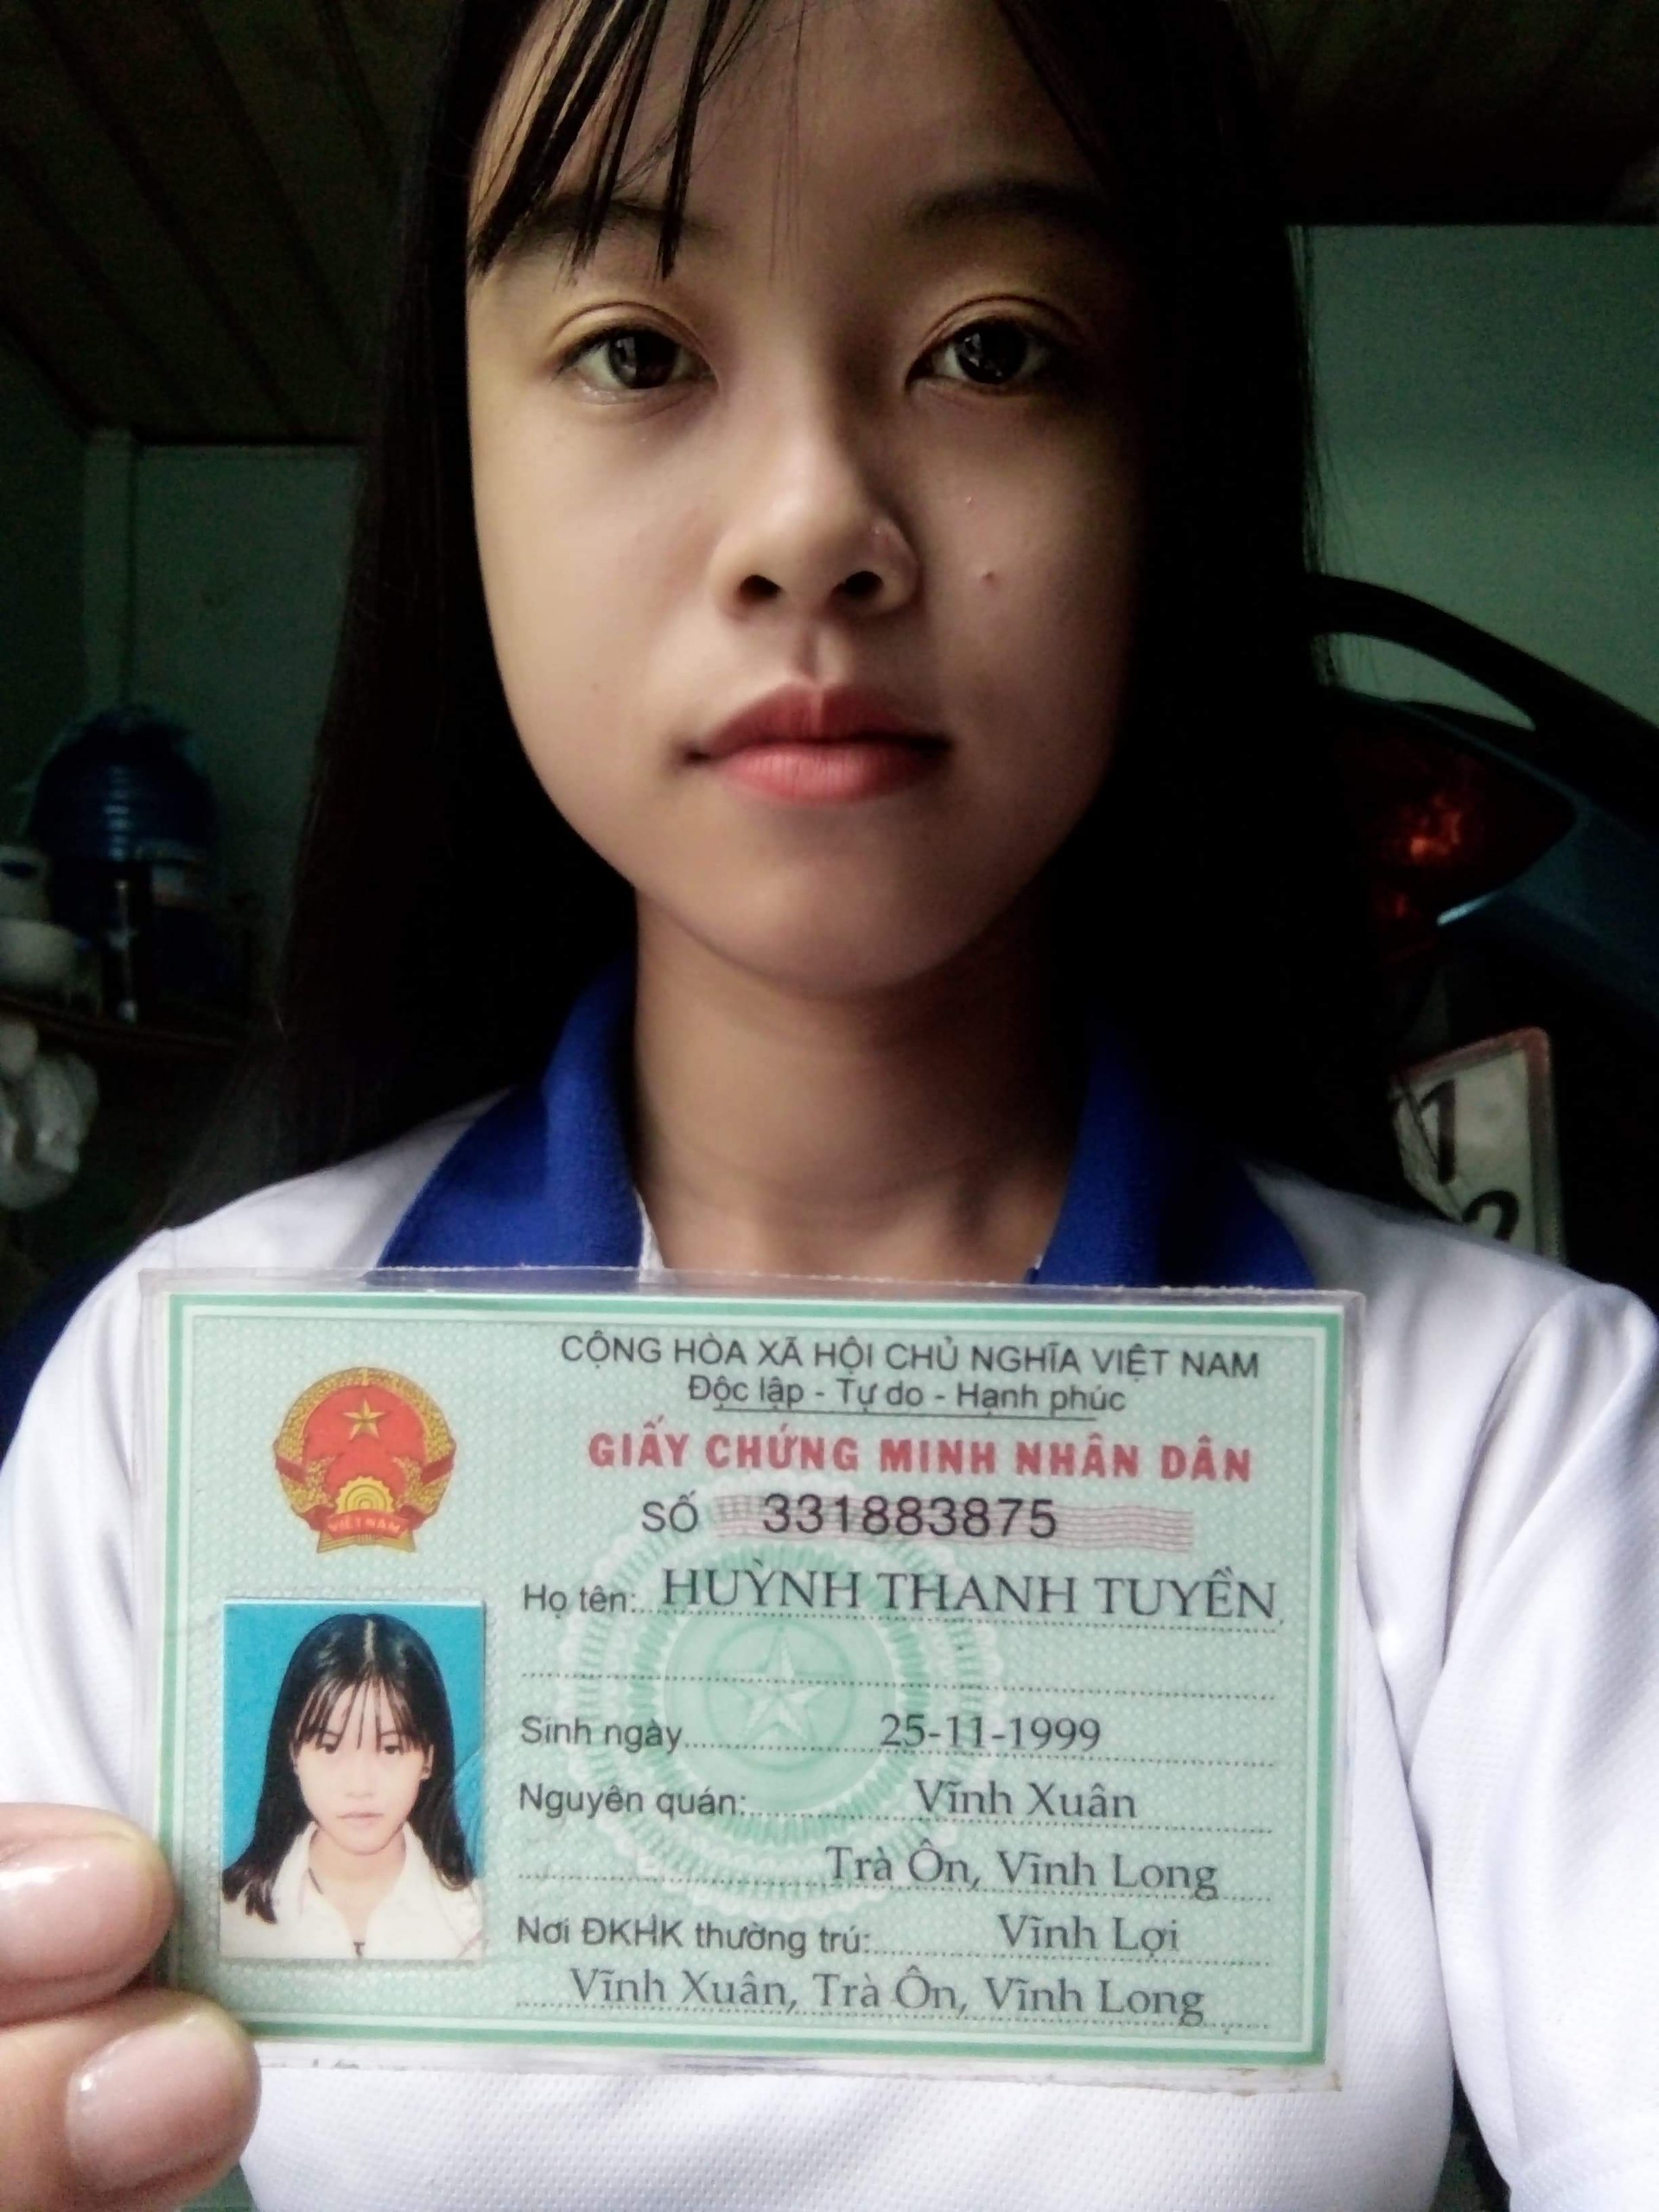 CỘNG HÒA XÃ HỘI CHỦ NGHĨA VIỆT NAM
Độc lập - Tự do - Hạnh phúc
GIẤY CHỨNG MINH NHÂN DÂN
SỐ 331883875
VIỆT NAM
Họ tên: HUỲNH THANH TUYỀN
Sinh ngày 25-11-1999
Nguyên quán: Vĩnh Xuân
Trà Ôn, Vĩnh Long
Nơi ĐKHK thường trú: Vĩnh Lợi
Vĩnh Xuân, Trà Ôn, Vĩnh Long